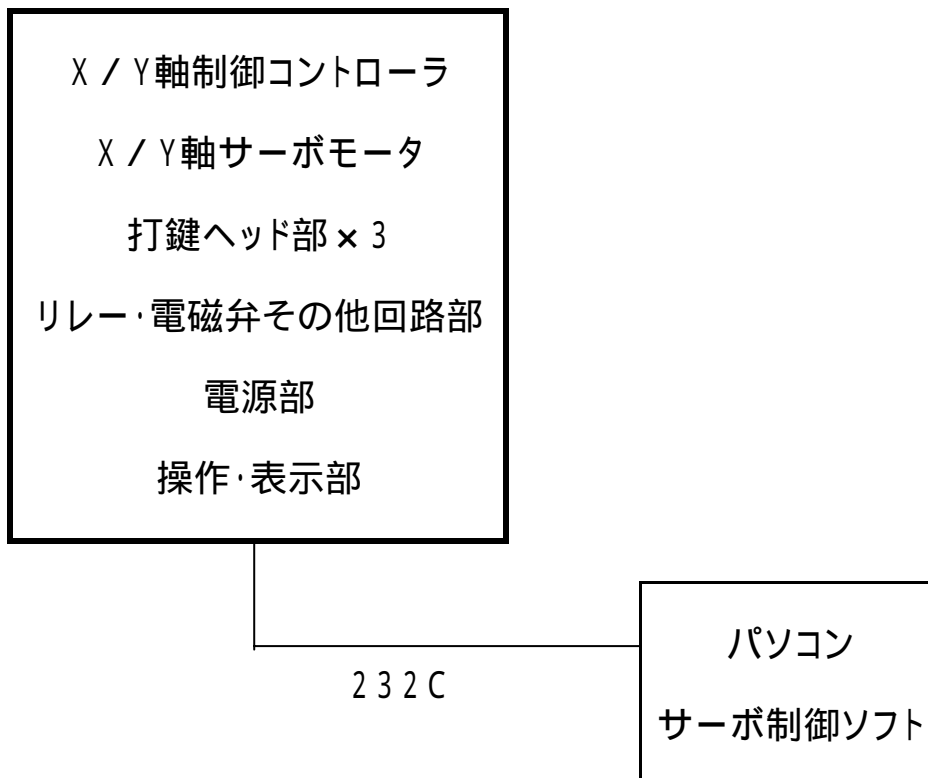 X／Y軸制御コントローラ
X／Y軸サーボモータ
打鍵ヘッド部×3
リレー・電磁弁その他回路部
電源部
操作・表示部
232C
パソコン
サーボ制御ソフト